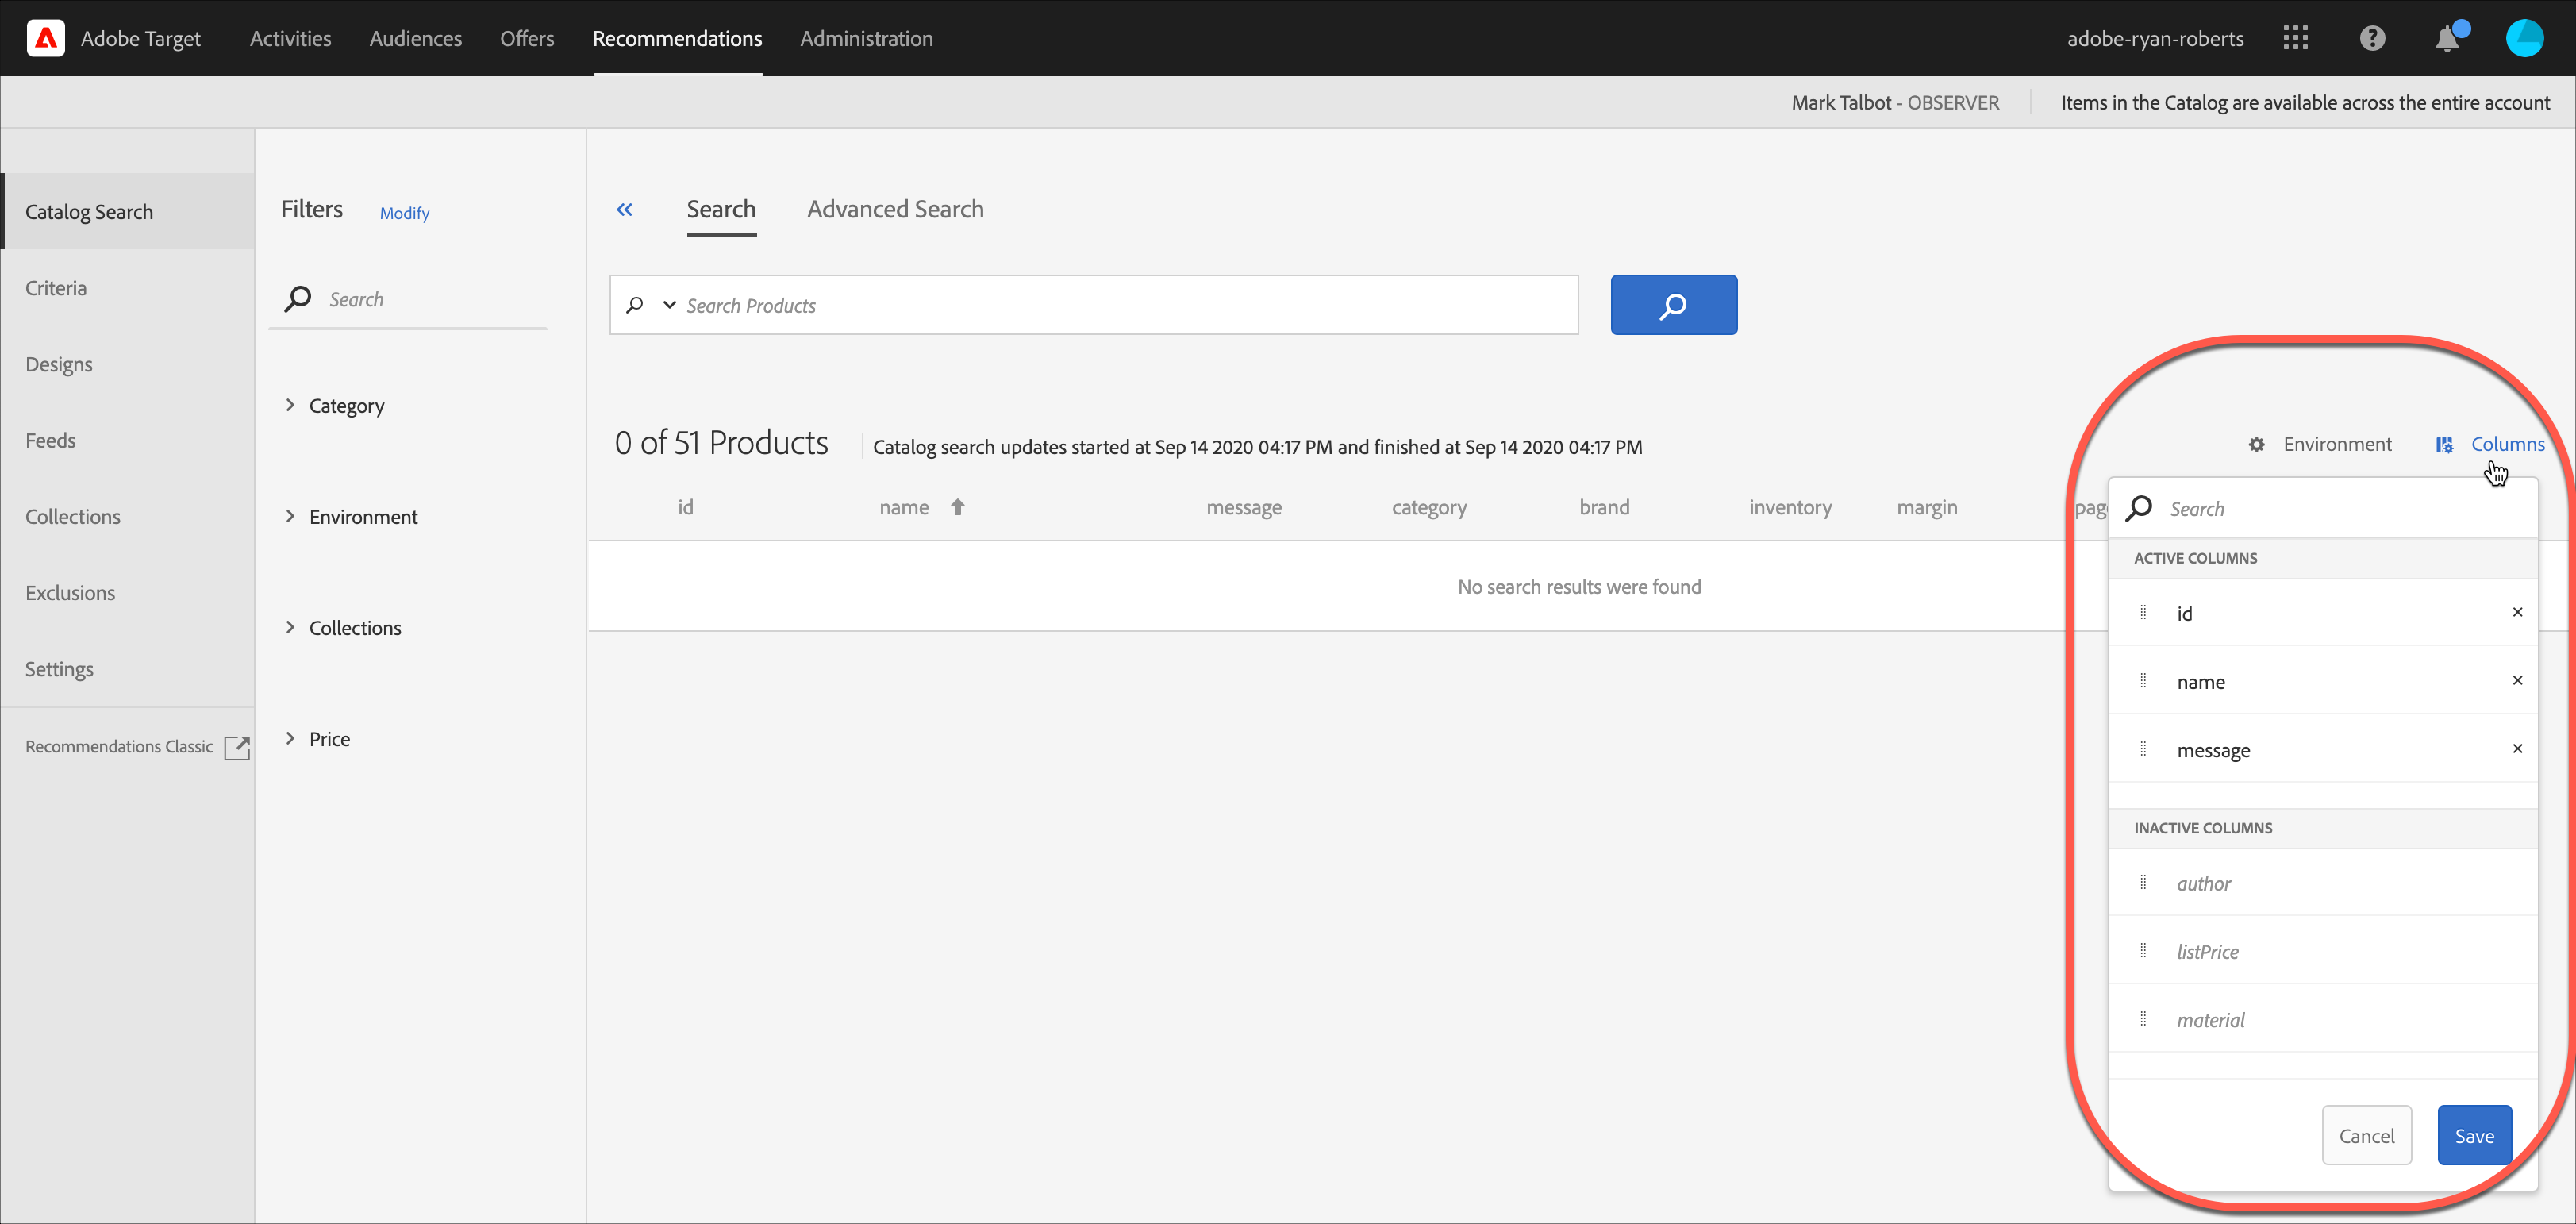 Adobe Target Activities Audiences Offers Recommendations Administration adobe-ryan-roberts
Mark Talbot - OBSERVER Items in the Catalog are available across the entire account
Catalog Search
Criteria
Designs
Feeds
Collections
Exclusions
Settings
Recommendations Classic
Filters Modify
Search
Category
Environment
Collections
Price
Search Advanced Search
Search Products
0 of 51 Products Catalog search updates started at Sep 14 2020 04:17 PM and finished at Sep 14 2020 04:17 PM
Environment Columns
id name message category brand inventory margin pag
No search results were found
Search
ACTIVE COLUMNS
id
name
message
INACTIVE COLUMNS
author
listPrice
material
Cancel Save